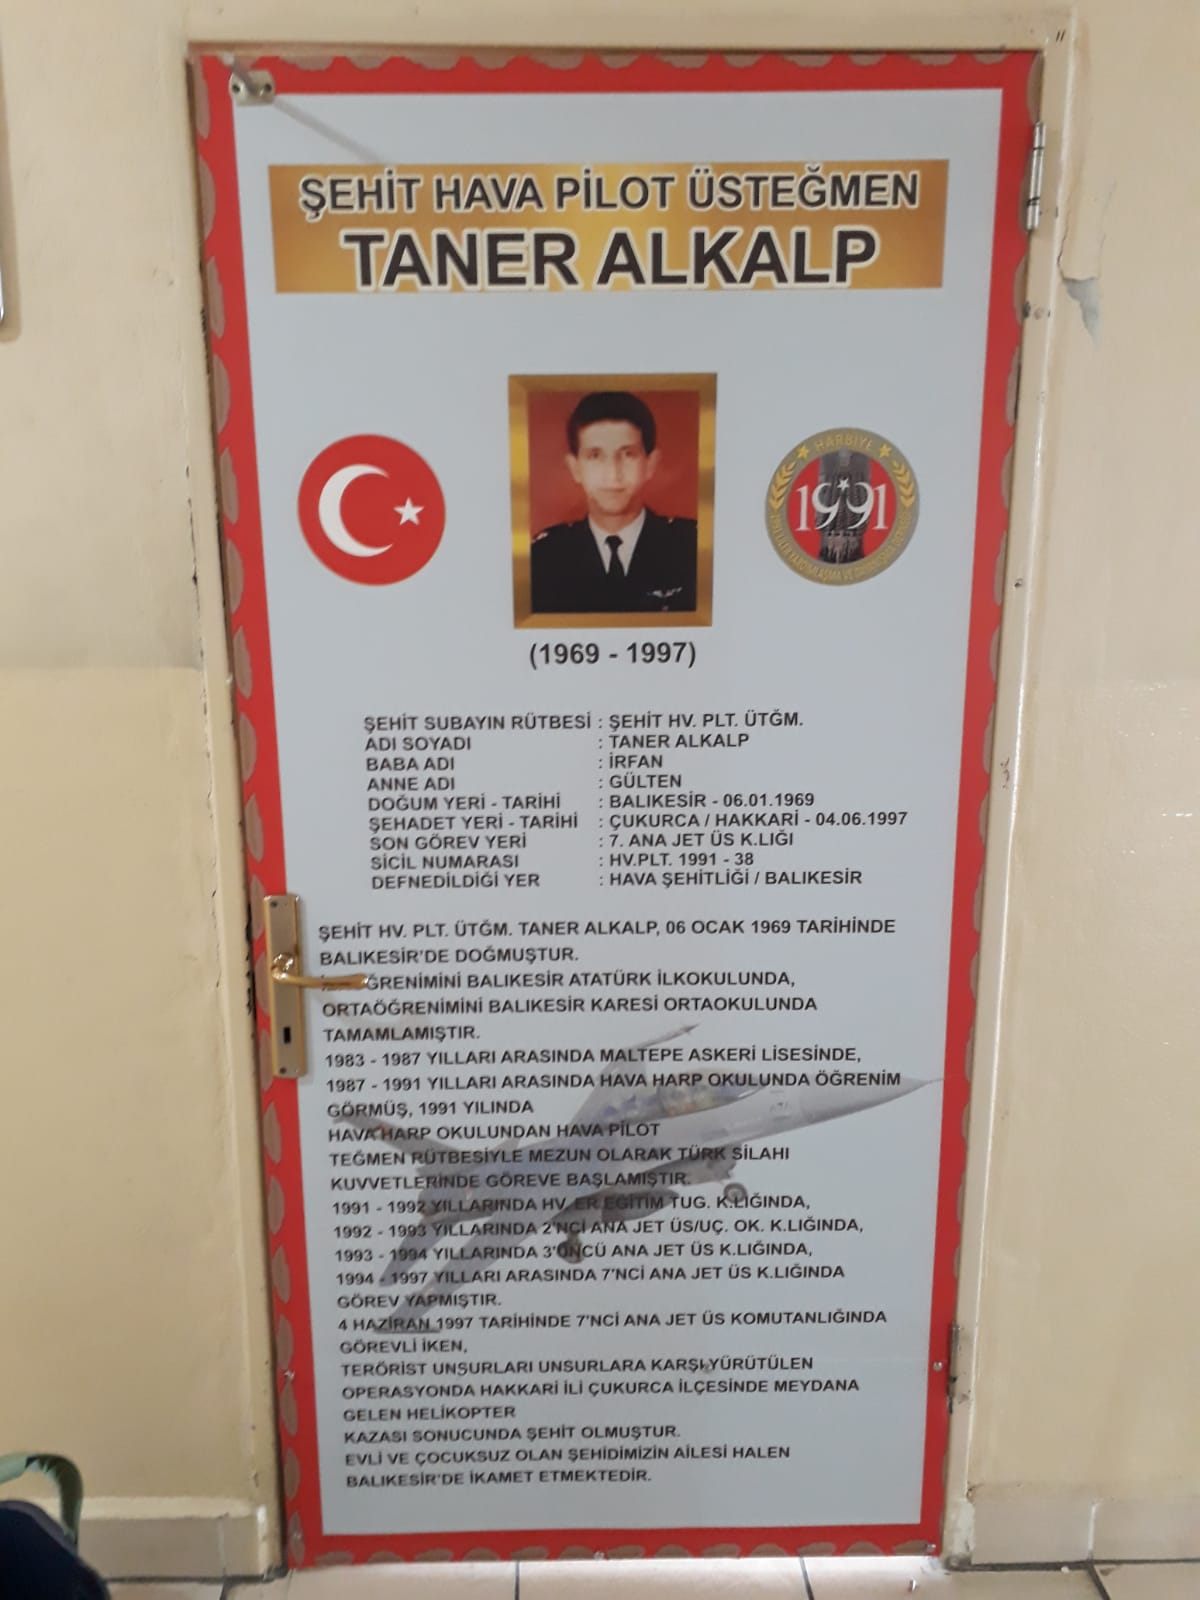 ŞEHİT HAVA PİLOT ÜSTEĞMEN
TANER ALKALP
HARBİYE
1991
(1969 - 1997)
ŞEHİT SUBAYIN RÜTBESİ : ŞEHİT HV. PLT. ÜTĞM.
ADI SOYADI : TANER ALKALP
BABA ADI : İRFAN
ANNE ADI : GÜLTEN
DOĞUM YERİ - TARİHİ : BALIKESİR - 06.01.1969
ŞEHADET YERİ - TARİHİ : ÇUKURCA / HAKKARİ - 04.06.1997
SON GÖREV YERİ : 7. ANA JET ÜS K.LIĞI
SİCİL NUMARASI : HV.PLT. 1991 - 38
DEFNEDİLDİĞİ YER : HAVA ŞEHİTLİĞİ / BALIKESİR
ŞEHİT HV. PLT. ÜTĞM. TANER ALKALP, 06 OCAK 1969 TARİHİNDE
BALIKESİR'DE DOĞMUŞTUR.
ĞRENİMİNİ BALIKESİR ATATÜRK İLKOKULUNDA,
ORTAÖĞRENİMİNİ BALIKESİR KARESİ ORTAOKULUNDA
TAMAMLAMIŞTIR.
1983 - 1987 YILLARI ARASINDA MALTEPE ASKERİ LİSESİNDE,
1987 - 1991 YILLARI ARASINDA HAVA HARP OKULUNDA ÖĞRENİM
GÖRMÜŞ, 1991 YILINDA
HAVA HARP OKULUNDAN HAVA PİLOT
TEĞMEN RÜTBESİYLE MEZUN OLARAK TÜRK SİLAHI
KUVVETLERİNDE GÖREVE BAŞLAMIŞTIR.
1991 - 1992 YILLARINDA HV. ER EĞİTİM TUG. K.LIĞINDA,
1992 - 1993 YILLARINDA 2'NCİ ANA JET ÜS/UÇ. OK. K.LIĞINDA,
1993 - 1994 YILLARINDA 3'ÜNCÜ ANA JET ÜS K.LIĞINDA,
1994 - 1997 YILLARI ARASINDA 7'NCİ ANA JET ÜS K.LIĞINDA
GÖREV YAPMIŞTIR.
4 HAZİRAN 1997 TARİHİNDE 7'NCİ ANA JET ÜS KOMUTANLIĞINDA
GÖREVLİ İKEN,
TERÖRİST UNSURLARI UNSURLARA KARŞI YÜRÜTÜLEN
OPERASYONDA HAKKARİ İLİ ÇUKURCA İLÇESİNDE MEYDANA
GELEN HELİKOPTER
KAZASI SONUCUNDA ŞEHİT OLMUŞTUR.
EVLİ VE ÇOCUKSUZ OLAN ŞEHİDİMİZİN AİLESİ HALEN
BALIKESİR'DE İKAMET ETMEKTEDİR.